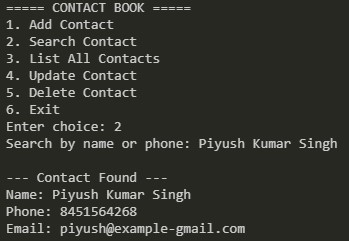 ===== CONTACT BOOK =====
1. Add Contact
2. Search Contact
3. List All Contacts
4. Update Contact
5. Delete Contact
6. Exit
Enter choice: 2
Search by name or phone: Piyush Kumar Singh
--- Contact Found ---
Name: Piyush Kumar Singh
Phone: 8451564268
Email: piyush@example-gmail.com